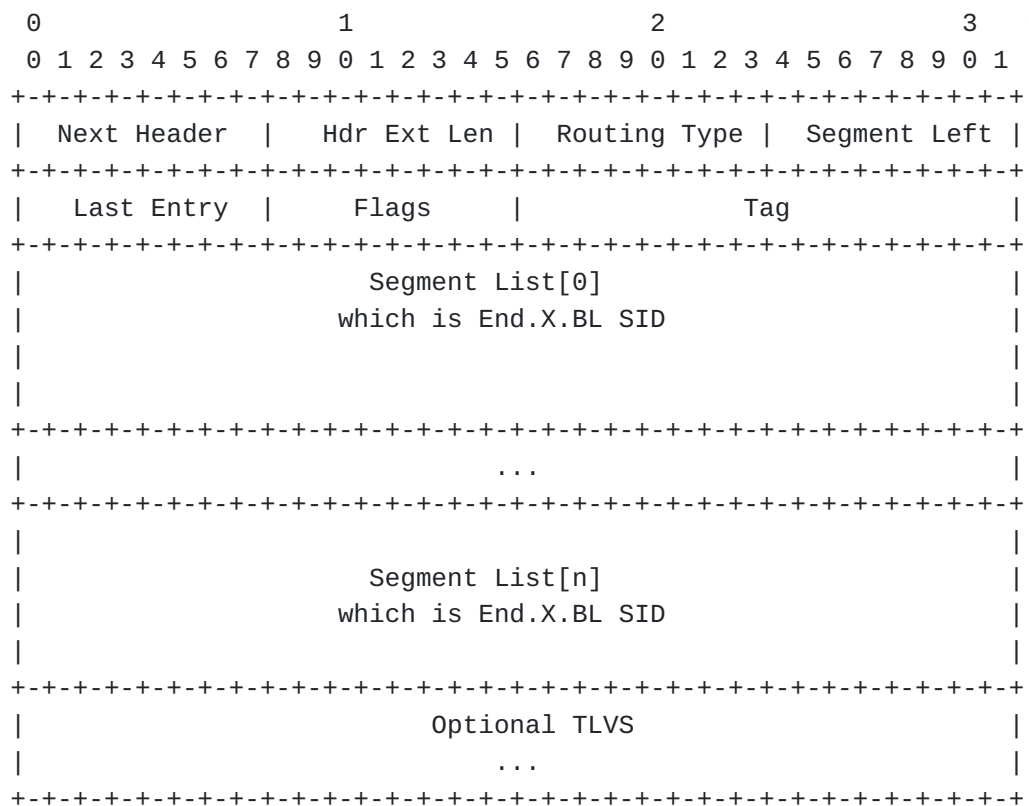 0                   1                   2                   3
0 1 2 3 4 5 6 7 8 9 0 1 2 3 4 5 6 7 8 9 0 1 2 3 4 5 6 7 8 9 0 1
+-+-+-+-+-+-+-+-+-+-+-+-+-+-+-+-+-+-+-+-+-+-+-+-+-+-+-+-+-+-+-+-+
|  Next Header  |   Hdr Ext Len |  Routing Type |  Segment Left |
+-+-+-+-+-+-+-+-+-+-+-+-+-+-+-+-+-+-+-+-+-+-+-+-+-+-+-+-+-+-+-+-+
|   Last Entry  |     Flags     |              Tag              |
+-+-+-+-+-+-+-+-+-+-+-+-+-+-+-+-+-+-+-+-+-+-+-+-+-+-+-+-+-+-+-+-+
|                      Segment List[0]                          |
|                    which is End.X.BL SID                      |
|                                                               |
|                                                               |
+-+-+-+-+-+-+-+-+-+-+-+-+-+-+-+-+-+-+-+-+-+-+-+-+-+-+-+-+-+-+-+-+
|                              ...                              |
+-+-+-+-+-+-+-+-+-+-+-+-+-+-+-+-+-+-+-+-+-+-+-+-+-+-+-+-+-+-+-+-+
|                                                               |
|                      Segment List[n]                          |
|                    which is End.X.BL SID                      |
|                                                               |
+-+-+-+-+-+-+-+-+-+-+-+-+-+-+-+-+-+-+-+-+-+-+-+-+-+-+-+-+-+-+-+-+
|                          Optional TLVS                        |
|                              ...                              |
+-+-+-+-+-+-+-+-+-+-+-+-+-+-+-+-+-+-+-+-+-+-+-+-+-+-+-+-+-+-+-+-+